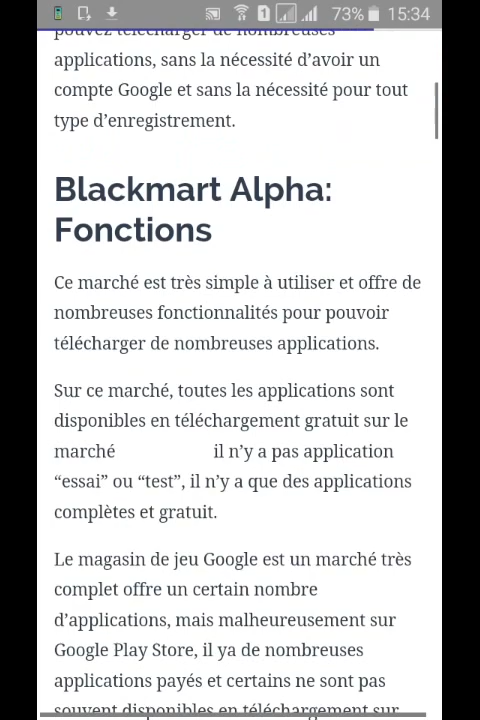 1 73% 15:34
pouvez télécharger de nombreuses
applications, sans la nécessité d’avoir un
compte Google et sans la nécessité pour tout
type d’enregistrement.
Blackmart Alpha:
Fonctions
Ce marché est très simple à utiliser et offre de
nombreuses fonctionnalités pour pouvoir
télécharger de nombreuses applications.
Sur ce marché, toutes les applications sont
disponibles en téléchargement gratuit sur le
marché il n’y a pas application
“essai” ou “test”, il n’y a que des applications
complètes et gratuit.
Le magasin de jeu Google est un marché très
complet offre un certain nombre
d’applications, mais malheureusement sur
Google Play Store, il ya de nombreuses
applications payés et certains ne sont pas
souvent disponibles en téléchargement sur